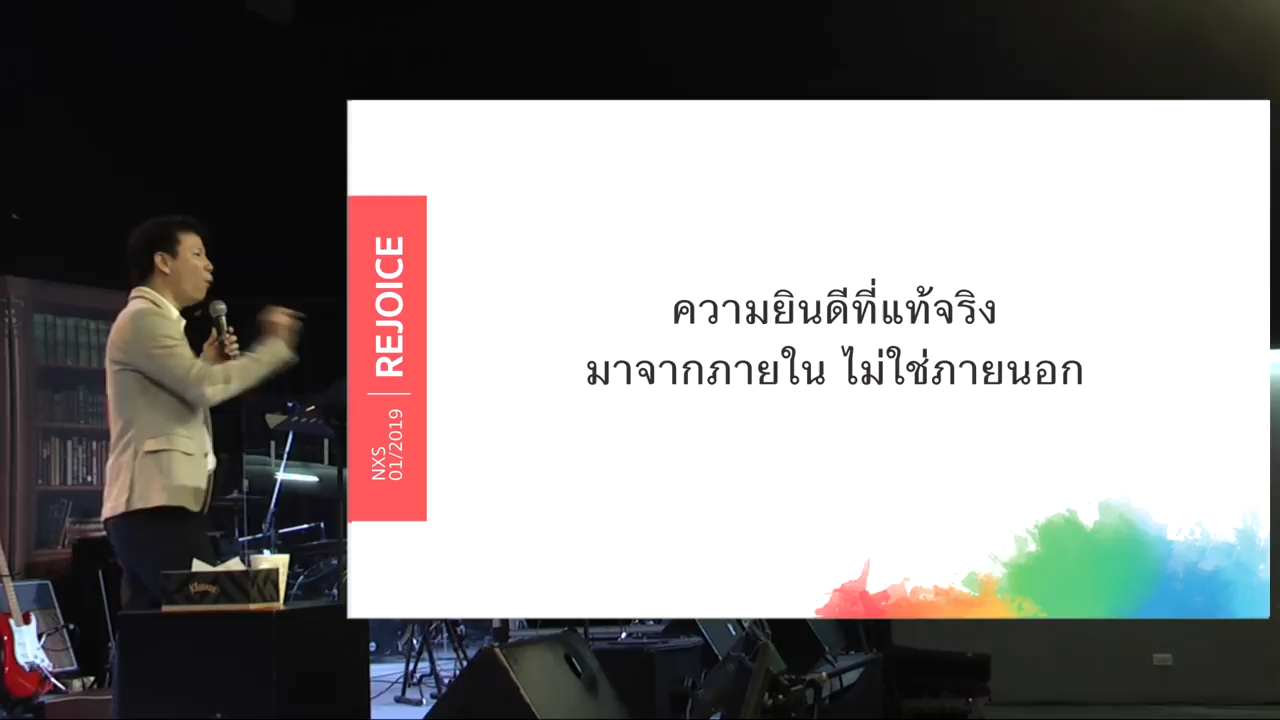 REJOICE
NXS
01/2019
ความยินดีที่แท้จริง
มาจากภายใน ไม่ใช่ภายนอก
Kleenex